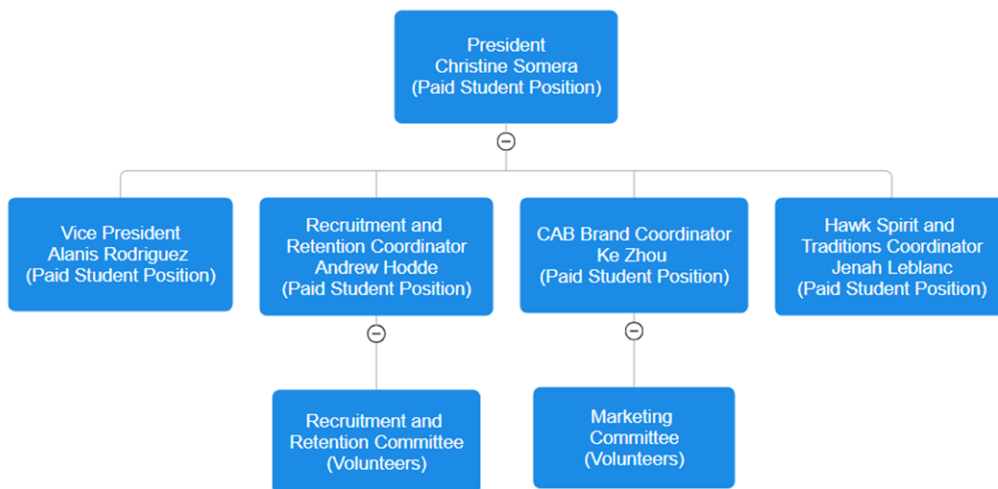 President
Christine Somera
(Paid Student Position)
Vice President
Alanis Rodriguez
(Paid Student Position)
Recruitment and
Retention Coordinator
Andrew Hodde
(Paid Student Position)
CAB Brand Coordinator
Ke Zhou
(Paid Student Position)
Hawk Spirit and
Traditions Coordinator
Jenah Leblanc
(Paid Student Position)
Recruitment and
Retention Committee
(Volunteers)
Marketing
Committee
(Volunteers)